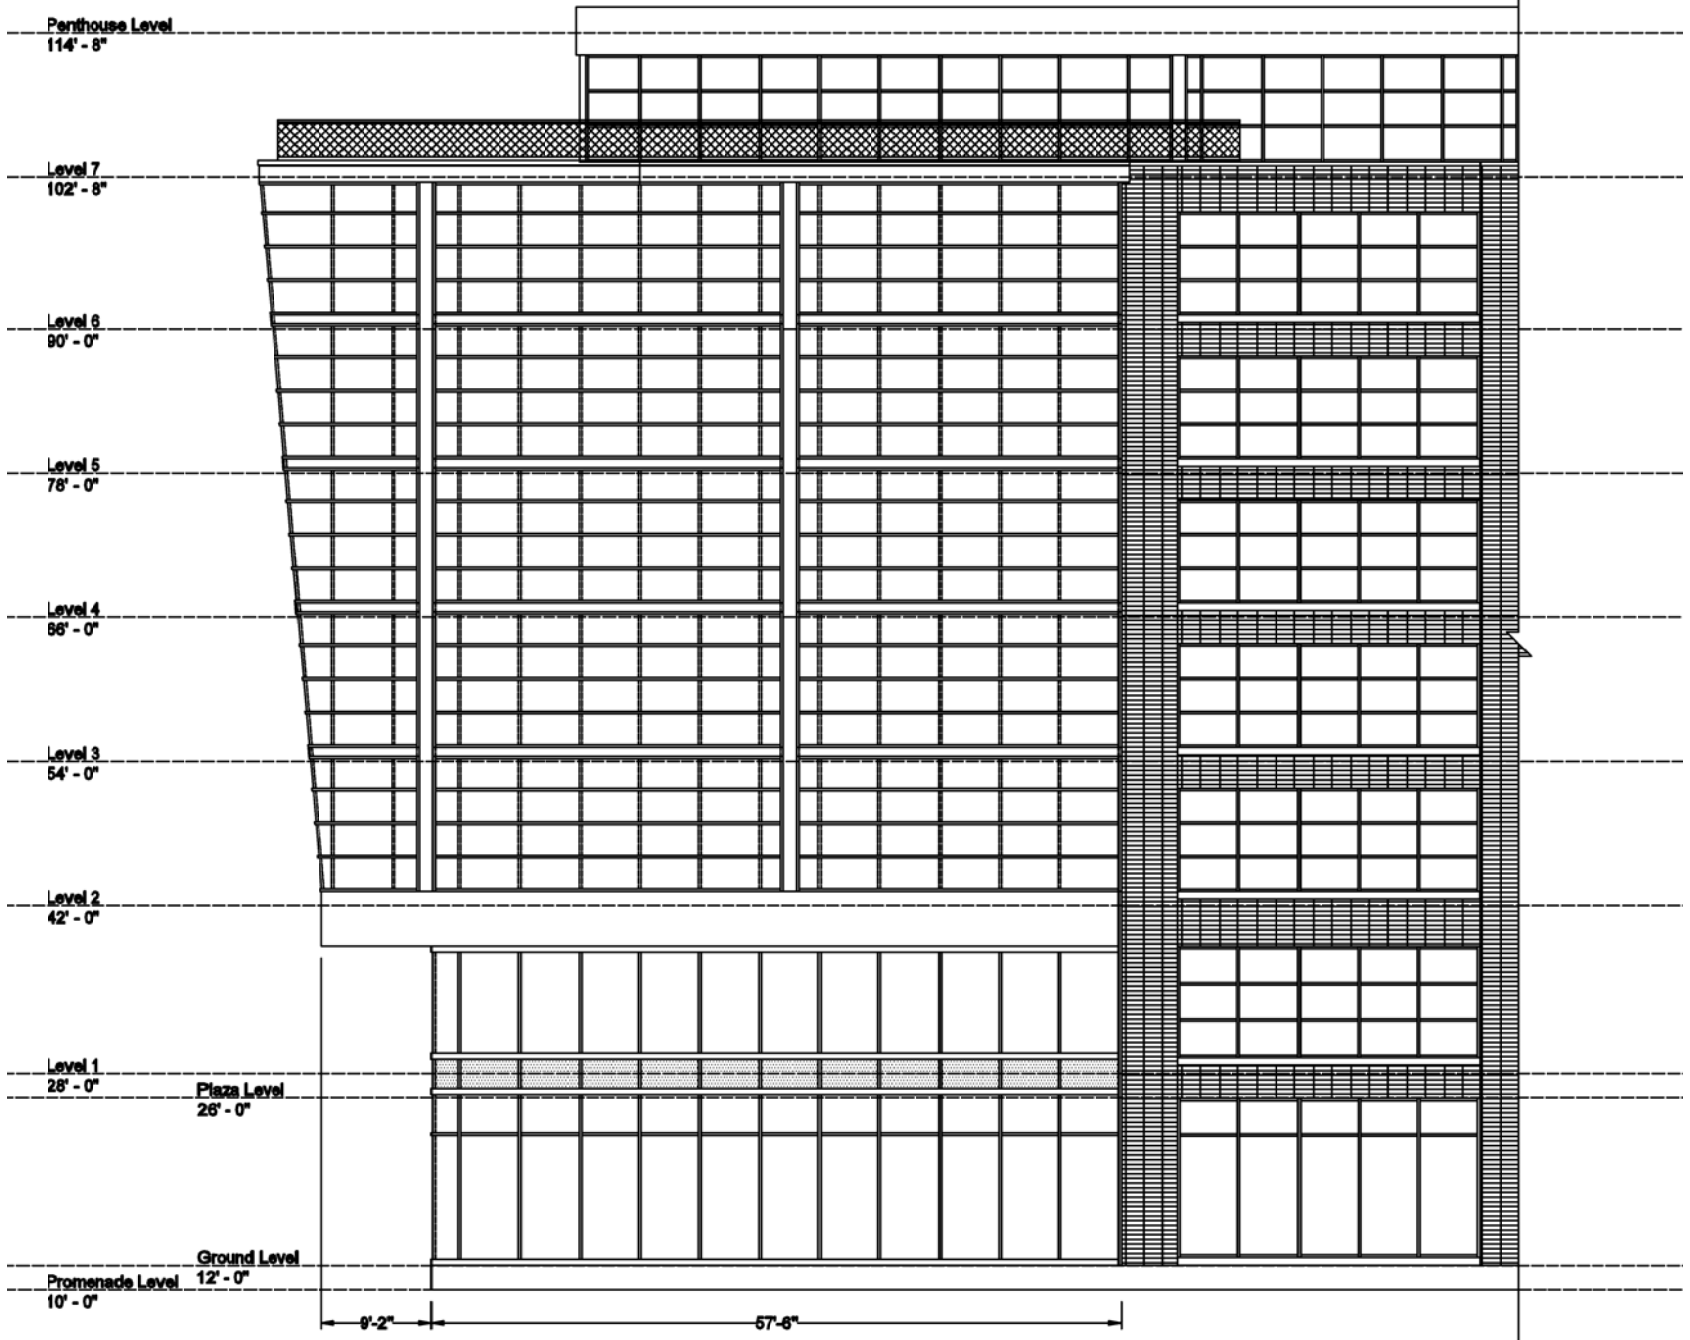 Penthouse Level
114' - 8"
Level 7
102' - 8"
Level 6
90' - 0"
Level 5
78' - 0"
Level 4
66' - 0"
Level 3
54' - 0"
Level 2
42' - 0"
Level 1
28' - 0"
Plaza Level
26' - 0"
Ground Level
12' - 0"
Promenade Level
10' - 0"
9'-2"
57'-6"